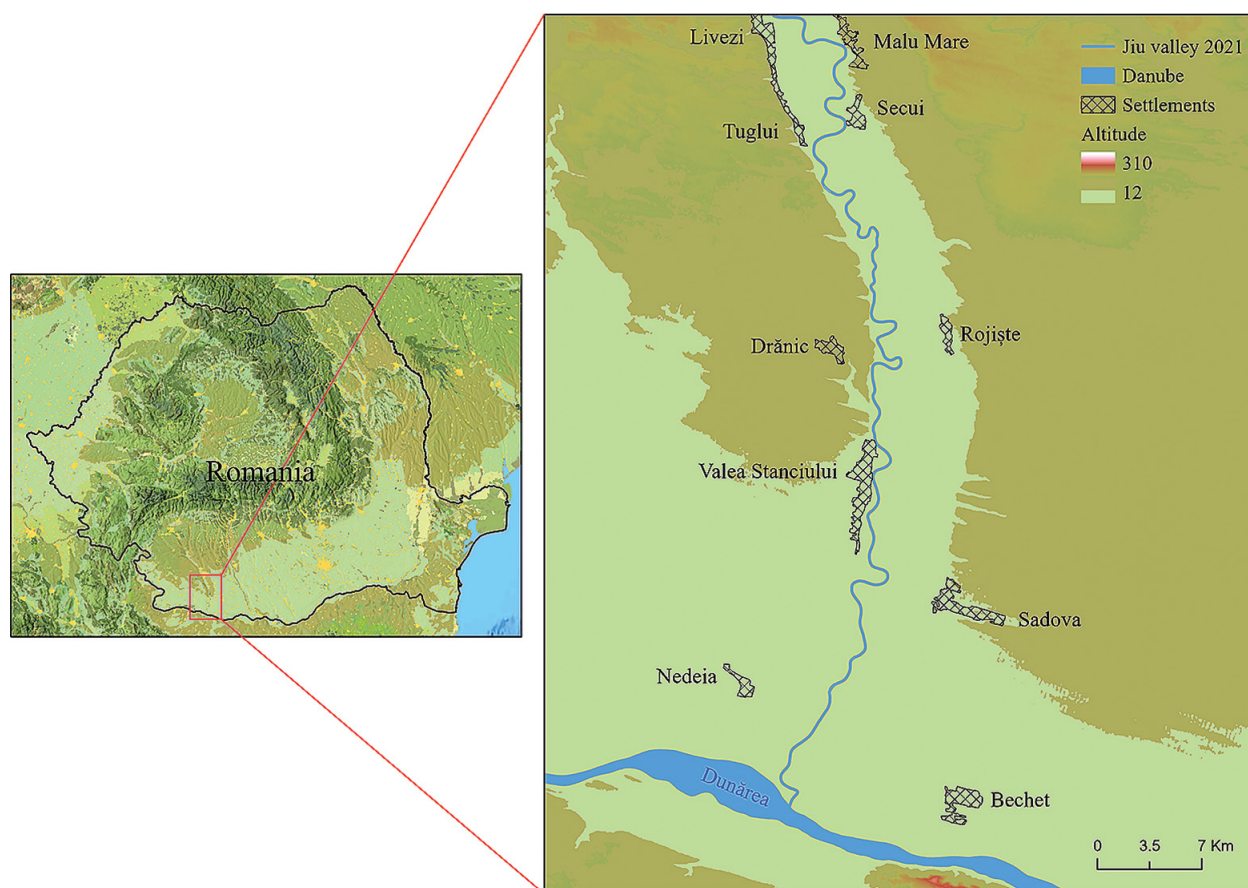 Livezi
Malu Mare
Jiu valley 2021
Danube
Settlements
Altitude
310
12
Secui
Tuglui
Rojiște
Drănic
Valea Stanciului
Romania
Sadova
Nedeia
Dunărea
Bechet
0 3.5 7 Km